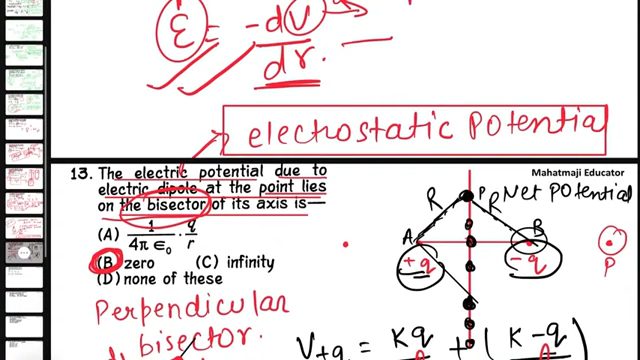 Ɛ = -dV
dr.
electrostatic Potential
Mahatmaji Educator
13. The electric potential due to
electric dipole at the point lies
on the bisector of its axis is—
(A) 1/4π ∈₀ · q/r
(B) zero (C) infinity
(D) none of these
P Net Potential
R R
A B
+q -q
P
Perpendicular
bisector.
V+q = Kq + (K -q)